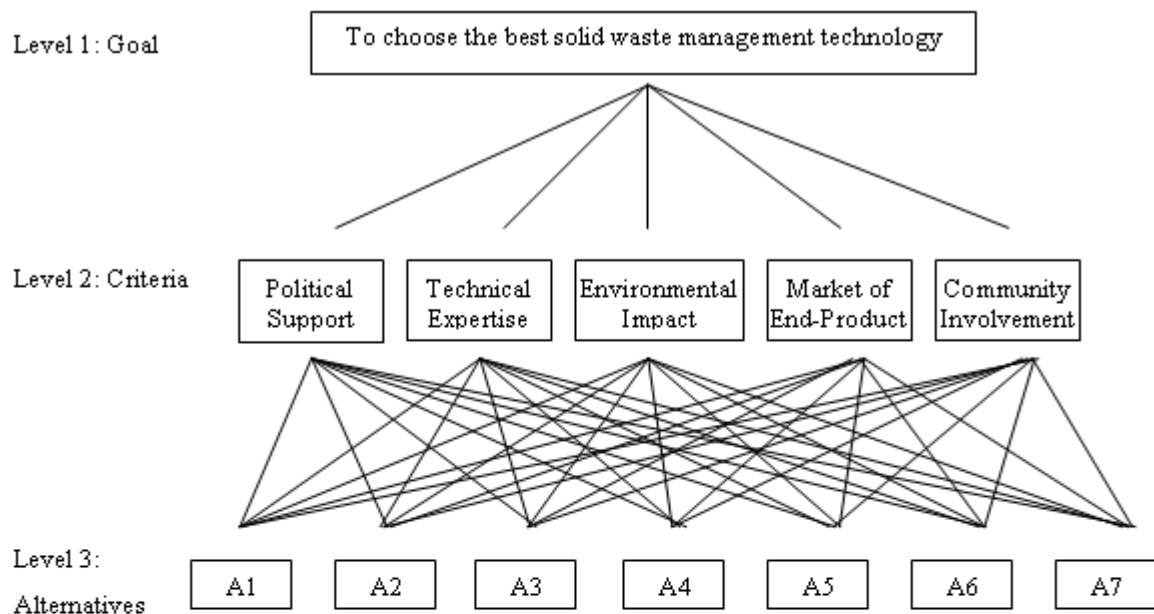 Level 1: Goal
To choose the best solid waste management technology
Level 2: Criteria
Political
Support
Technical
Expertise
Environmental
Impact
Market of
End-Product
Community
Involvement
Level 3:
Alternatives
A1
A2
A3
A4
A5
A6
A7